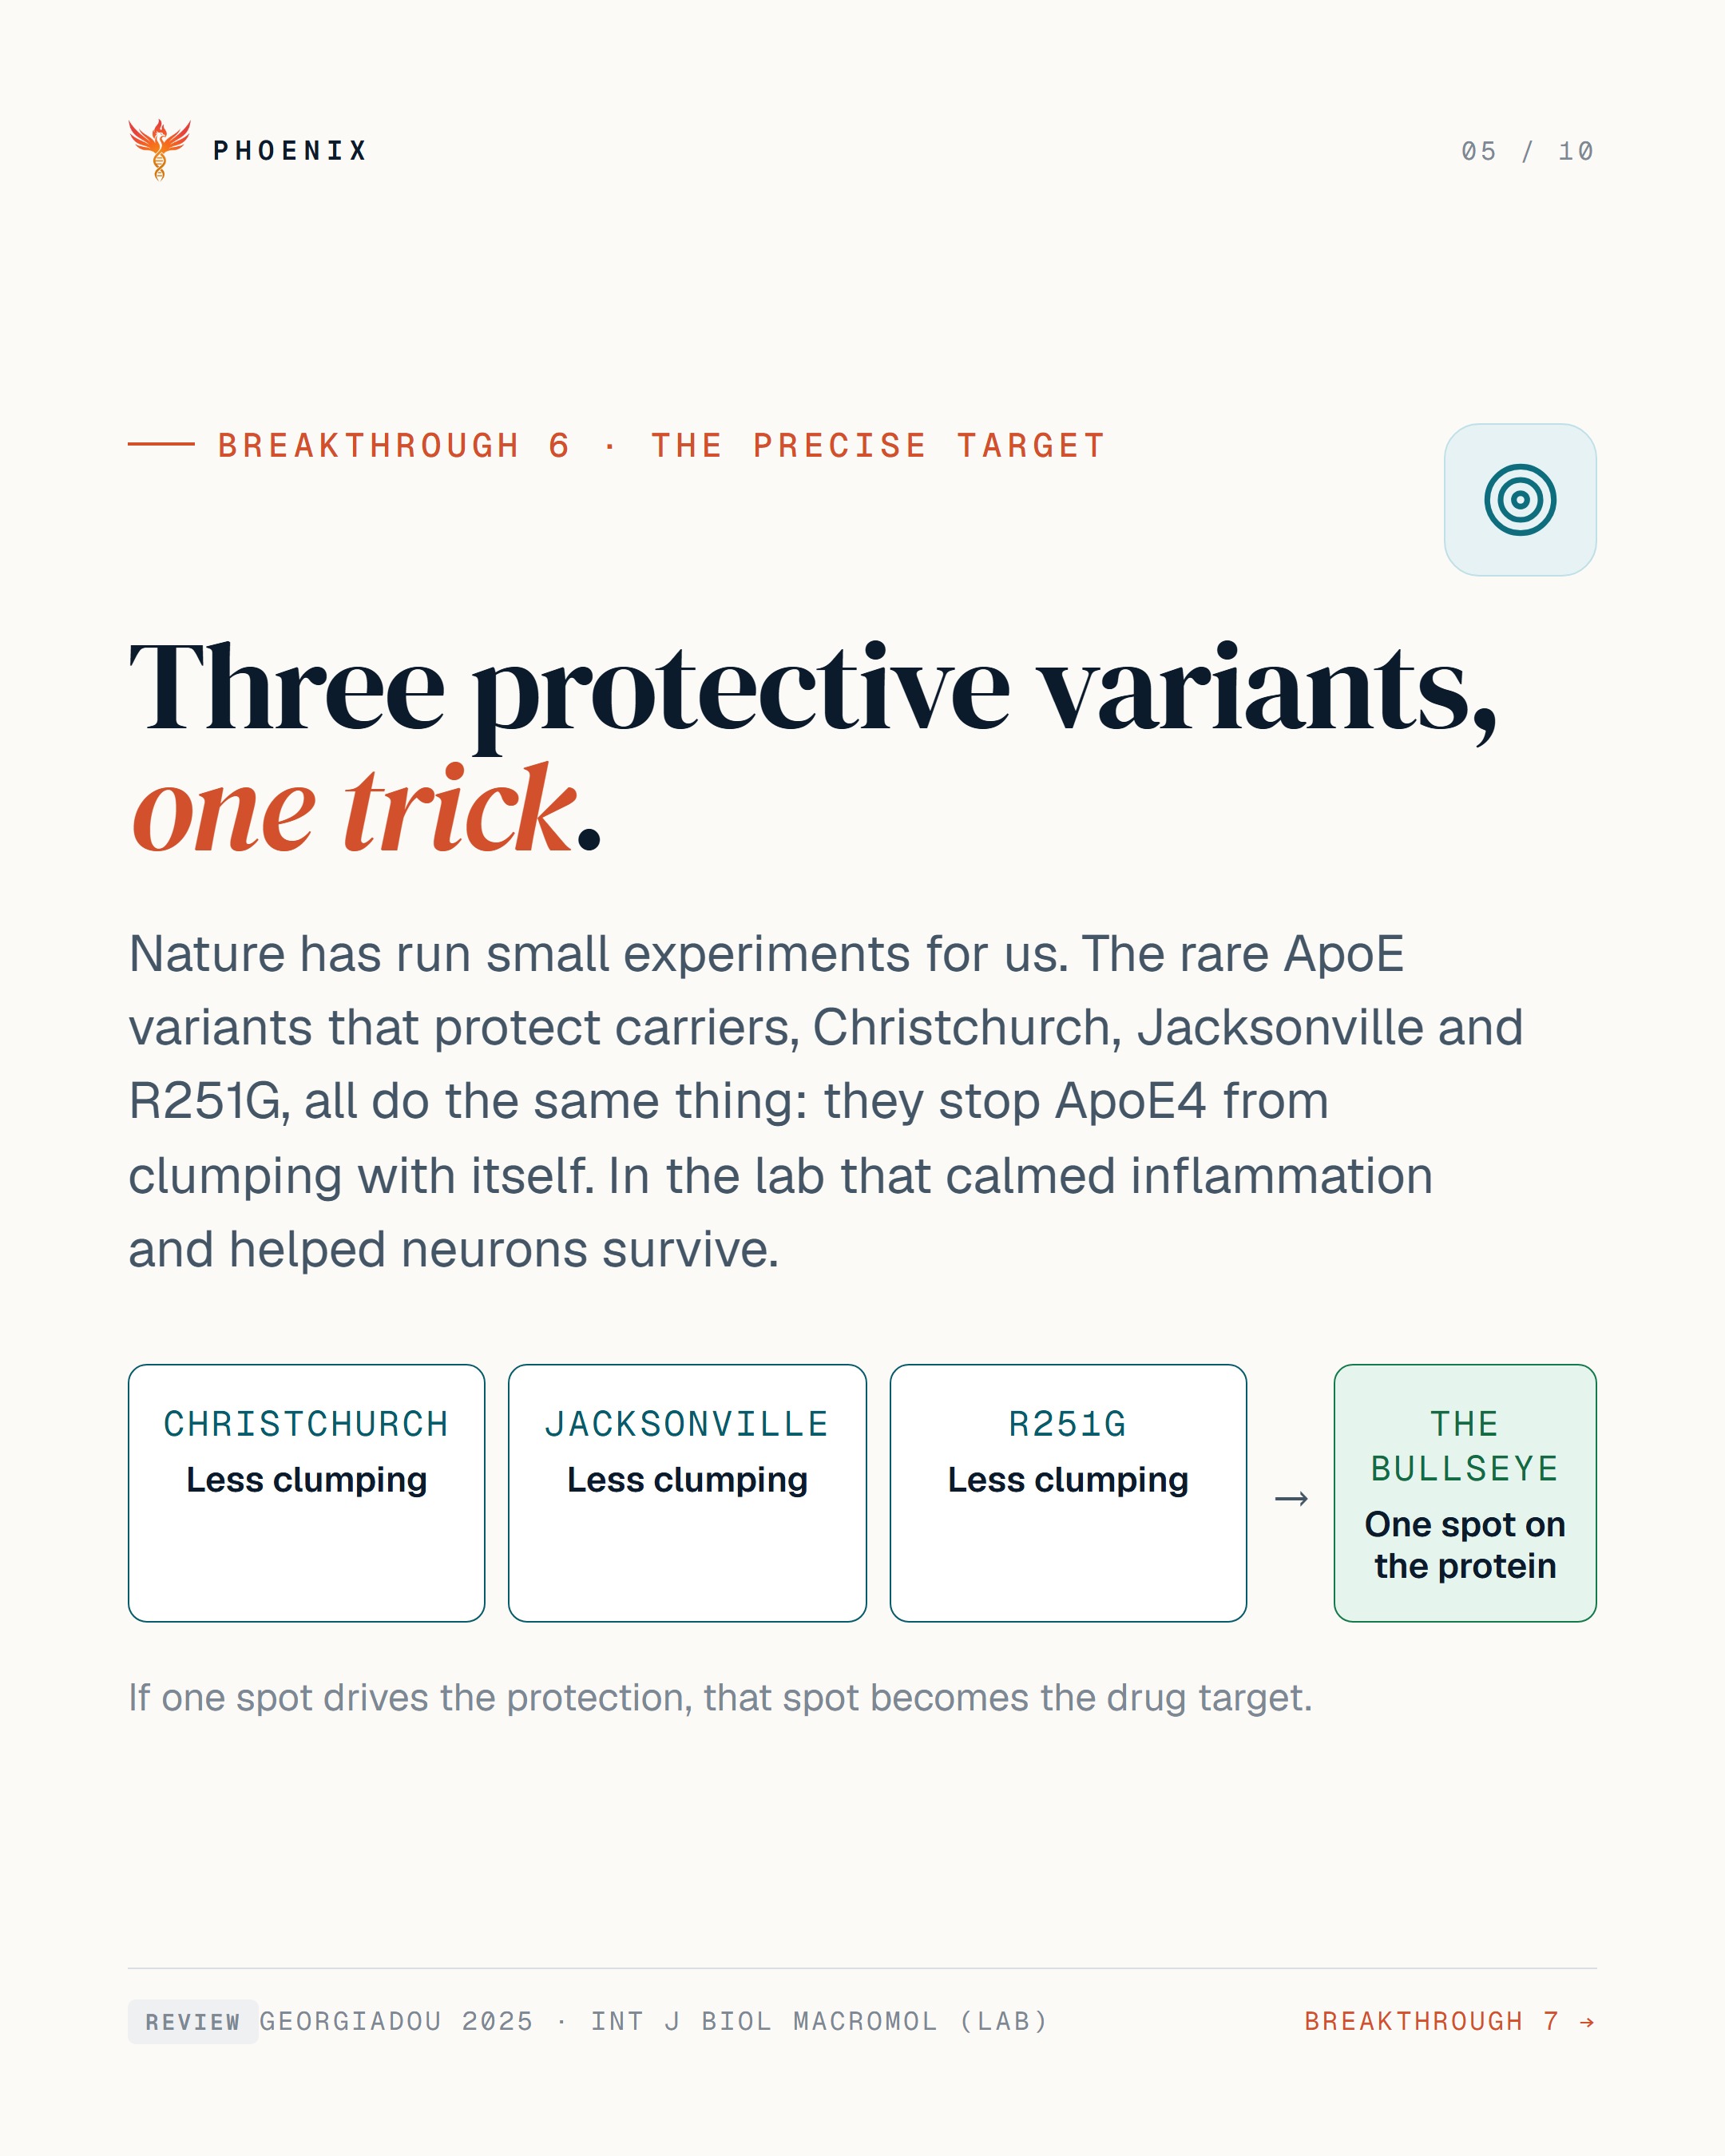 PHOENIX
05 / 10
BREAKTHROUGH 6 · THE PRECISE TARGET
Three protective variants,
one trick.
Nature has run small experiments for us. The rare ApoE
variants that protect carriers, Christchurch, Jacksonville and
R251G, all do the same thing: they stop ApoE4 from
clumping with itself. In the lab that calmed inflammation
and helped neurons survive.
CHRISTCHURCH
Less clumping
JACKSONVILLE
Less clumping
R251G
Less clumping
→
THE
BULLSEYE
One spot on
the protein
If one spot drives the protection, that spot becomes the drug target.
REVIEW GEORGIADOU 2025 · INT J BIOL MACROMOL (LAB)
BREAKTHROUGH 7 →